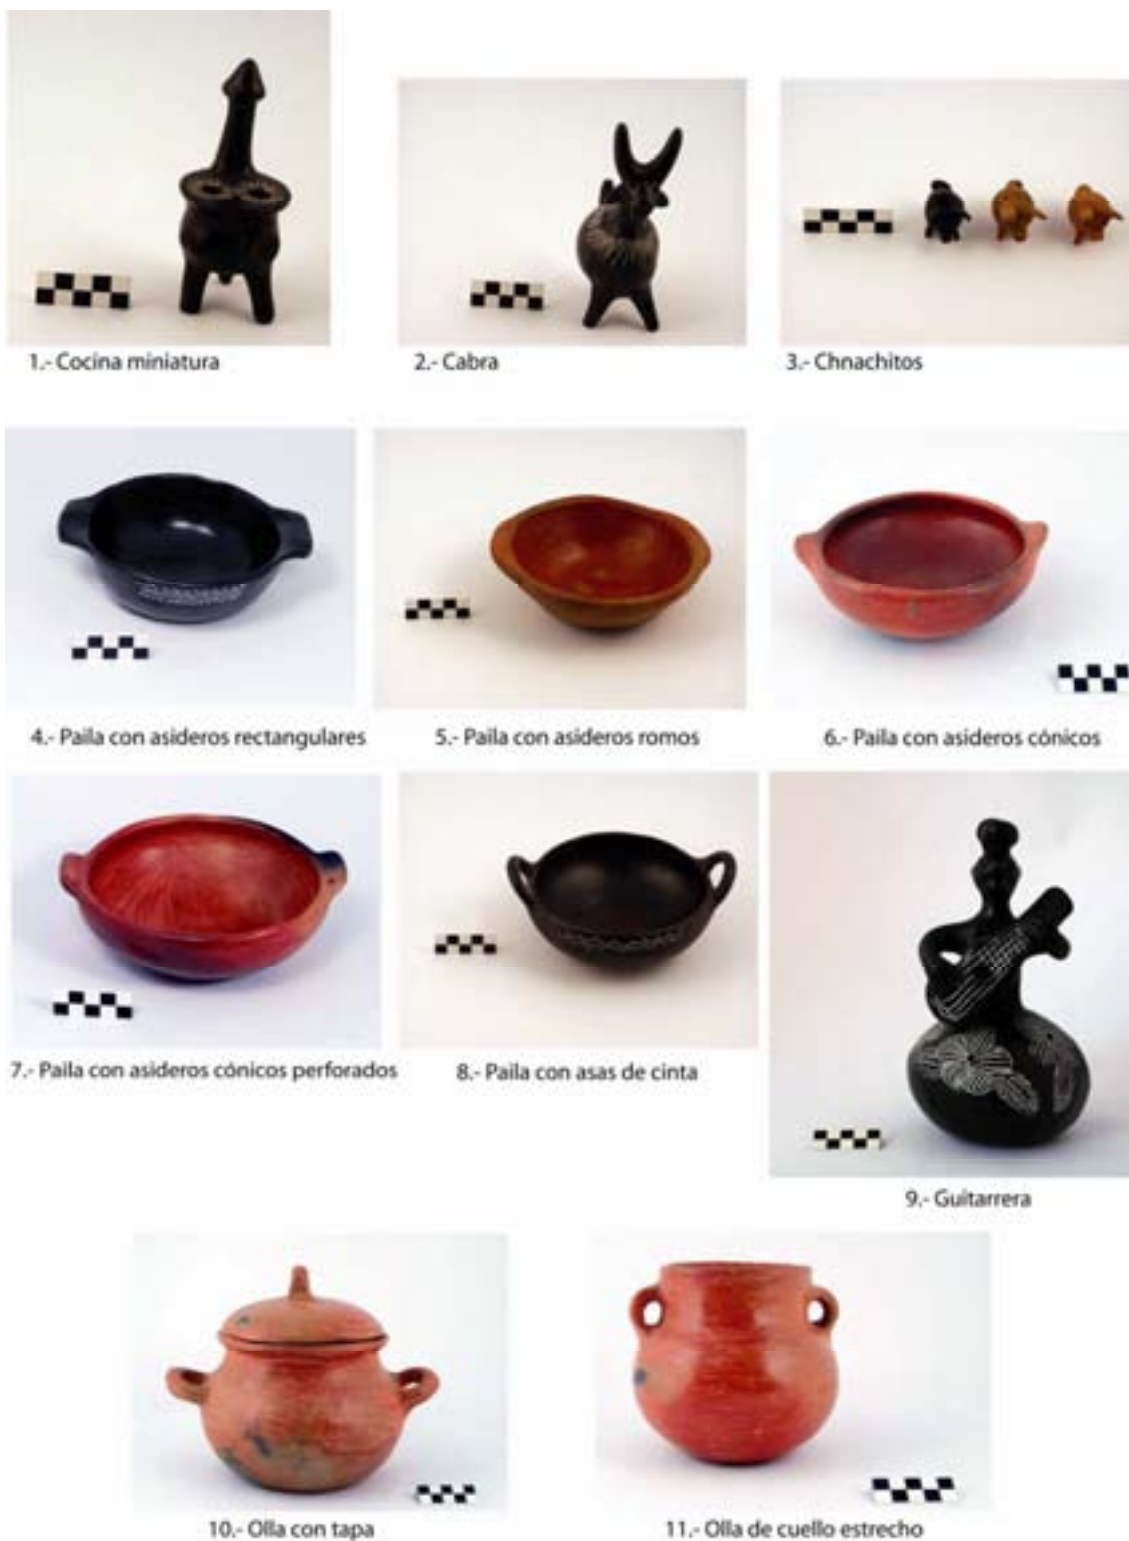 1.- Cocina miniatura
2.- Cabra
3.- Chnachitos
4.- Paila con asideros rectangulares
5.- Paila con asideros romos
6.- Paila con asideros cónicos
7.- Paila con asideros cónicos perforados
8.- Paila con asas de cinta
9.- Guitarrera
10.- Olla con tapa
11.- Olla de cuello estrecho